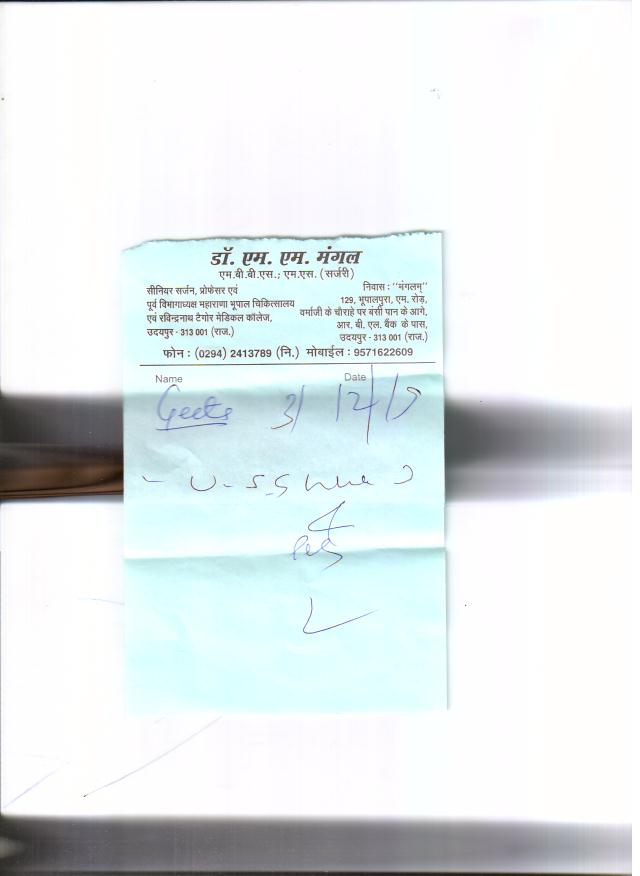 डॉ. एम. एम. मंगल
एम.बी.बी.एस.; एम.एस. (सर्जरी)
सीनियर सर्जन, प्रोफेसर एवं
पूर्व विभागाध्यक्ष महाराणा भूपाल चिकित्सालय
एवं रविन्द्रनाथ टैगोर मेडिकल कॉलेज,
उदयपुर - 313 001 (राज.)
निवास : "मंगलम्"
129, भूपालपुरा, एम. रोड़,
वर्माजी के चौराहे पर बंसी पान के आगे,
आर. बी. एल. बैंक के पास,
उदयपुर - 313 001 (राज.)
फोन : (0294) 2413789 (नि.) मोबाईल : 9571622609
Name Date
Geeta 3/12/19